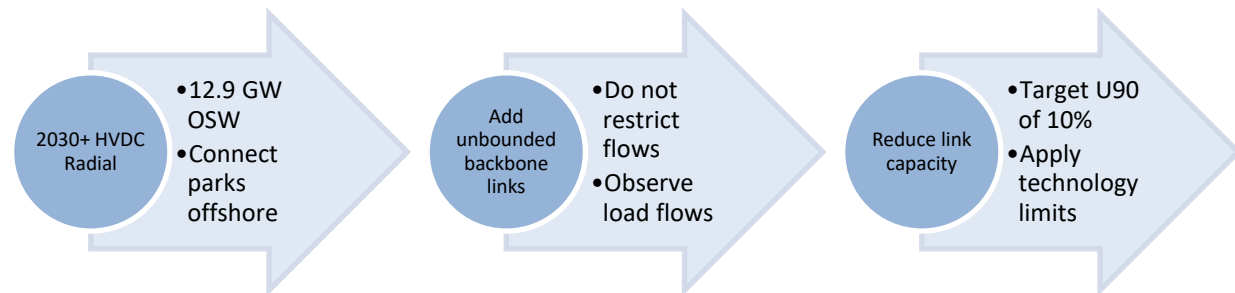 2030+ HVDC
Radial
•12.9 GW
OSW
•Connect
parks
offshore
Add
unbounded
backbone
links
•Do not
restrict
flows
•Observe
load flows
Reduce link
capacity
•Target U90
of 10%
•Apply
technology
limits